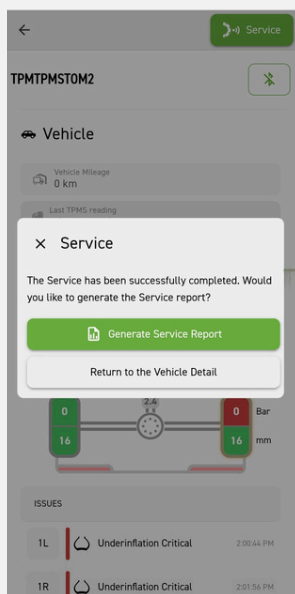 Service
TPMTPMSTOM2
Vehicle
Vehicle Mileage
0 km
Last TPMS reading
Service
The Service has been successfully completed. Would
you like to generate the Service report?
Generate Service Report
Return to the Vehicle Detail
2.4
0 0 Bar
16 16 mm
ISSUES
1L Underinflation Critical 2:00:44 PM
1R Underinflation Critical 2:01:54 PM